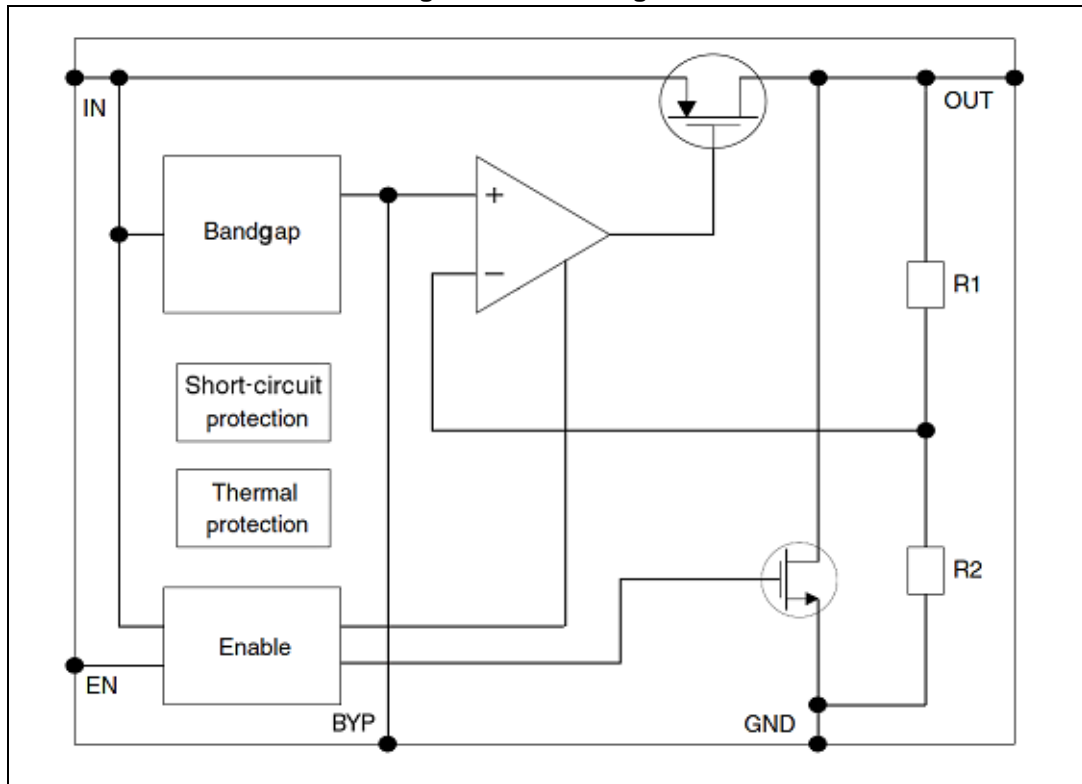 IN
OUT
Bandgap
+
−
R1
Short-circuit
protection
Thermal
protection
R2
Enable
EN
BYP
GND